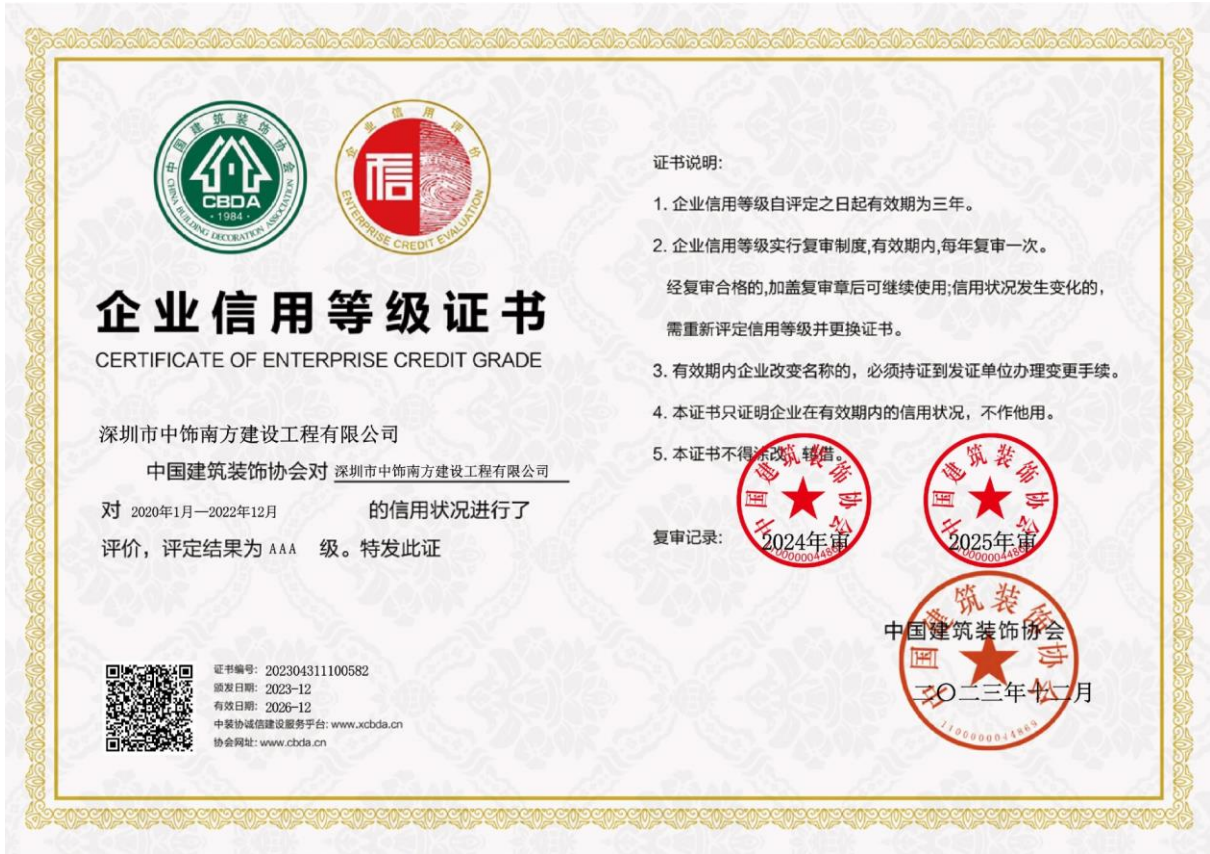 中国建筑装饰协会
CBDA
·1984·
CHINA BUILDING DECORATION ASSOCIATION
企业信用评价
信
ENTERPRISE CREDIT EVALUATION
企业信用等级证书
CERTIFICATE OF ENTERPRISE CREDIT GRADE
深圳市中饰南方建设工程有限公司
中国建筑装饰协会对 深圳市中饰南方建设工程有限公司
对 2020年1月—2022年12月 的信用状况进行了
评价，评定结果为 AAA 级。特发此证
证书编号: 202304311100582
颁发日期: 2023-12
有效日期: 2026-12
中装协诚信建设服务平台: www.xcbda.cn
协会网址: www.cbda.cn
证书说明:
1. 企业信用等级自评定之日起有效期为三年。
2. 企业信用等级实行复审制度,有效期内,每年复审一次。
经复审合格的,加盖复审章后可继续使用;信用状况发生变化的,
需重新评定信用等级并更换证书。
3. 有效期内企业改变名称的，必须持证到发证单位办理变更手续。
4. 本证书只证明企业在有效期内的信用状况，不作他用。
5. 本证书不得涂改、转借。
复审记录:
中国建筑装饰协会
2024年审
中国建筑装饰协会
2025年审
中国建筑装饰协会
二〇二三年十二月
中国建筑装饰协会
1100000044869